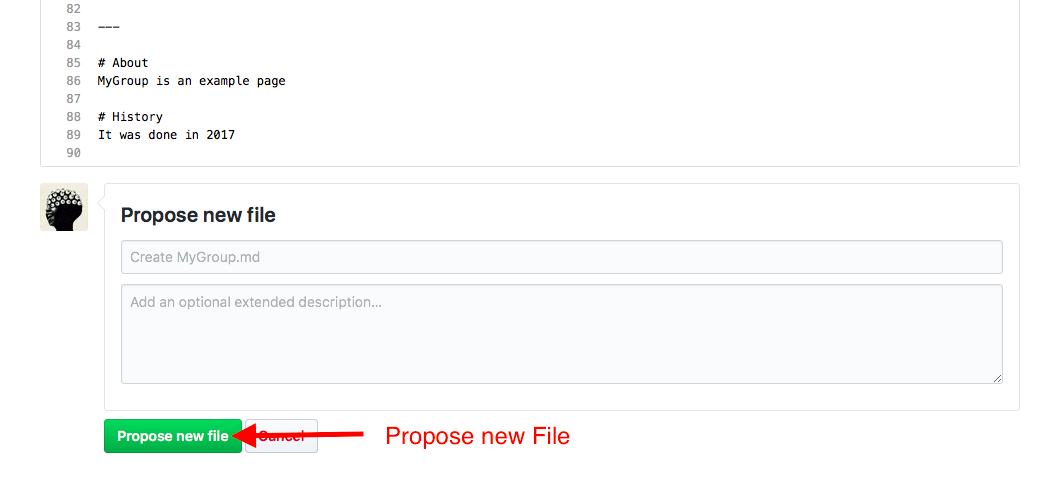 82
83 ---
84
85 # About
86 MyGroup is an example page
87
88 # History
89 It was done in 2017
90
Propose new file
Create MyGroup.md
Add an optional extended description...
Propose new file Cancel Propose new File